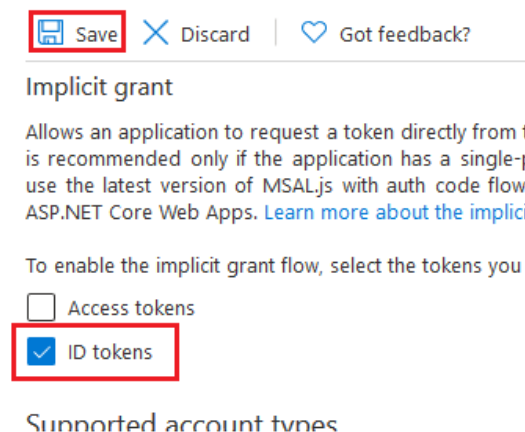 Save Discard Got feedback?
Implicit grant
Allows an application to request a token directly from
is recommended only if the application has a single-
use the latest version of MSAL.js with auth code flow
ASP.NET Core Web Apps. Learn more about the
To enable the implicit grant flow, select the tokens you
Access tokens
ID tokens
Supported account types